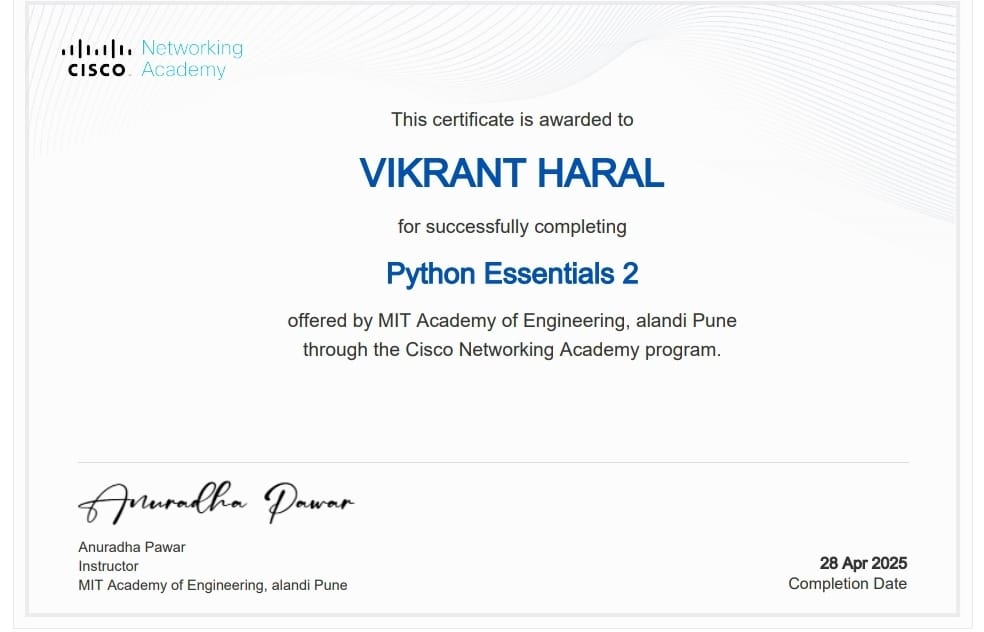 Networking
CISCO. Academy
This certificate is awarded to
VIKRANT HARAL
for successfully completing
Python Essentials 2
offered by MIT Academy of Engineering, alandi Pune
through the Cisco Networking Academy program.
Anuradha Pawar
Anuradha Pawar
Instructor
MIT Academy of Engineering, alandi Pune
28 Apr 2025
Completion Date